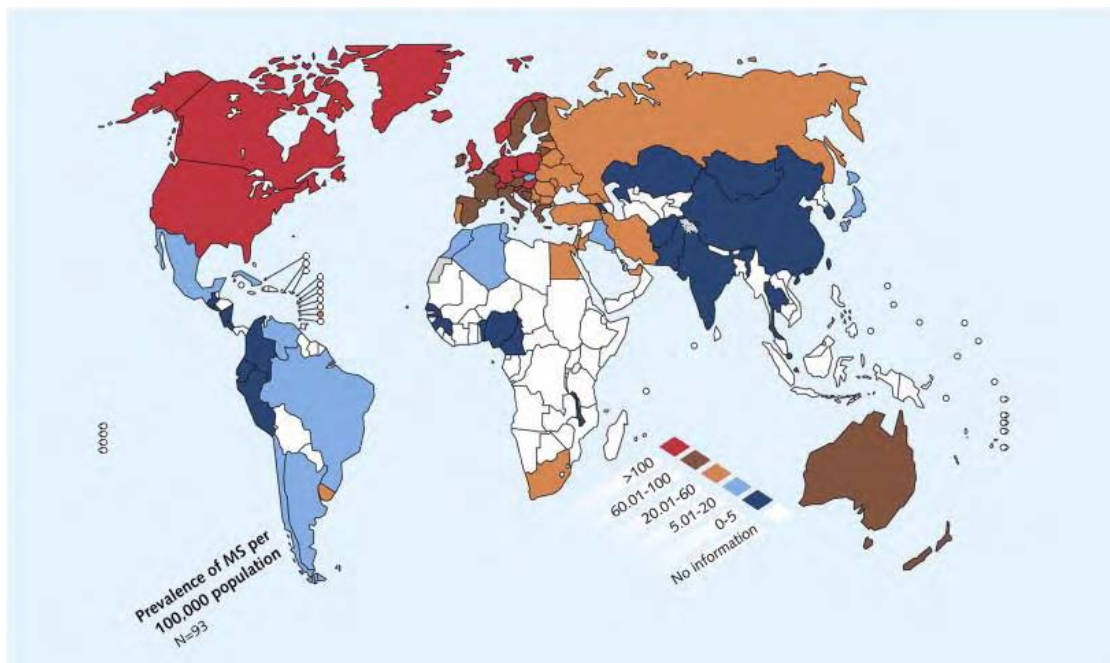 >100
60.01-100
20.01-60
5.01-20
0-5
No information
Prevalence of MS per
100,000 population
N=93